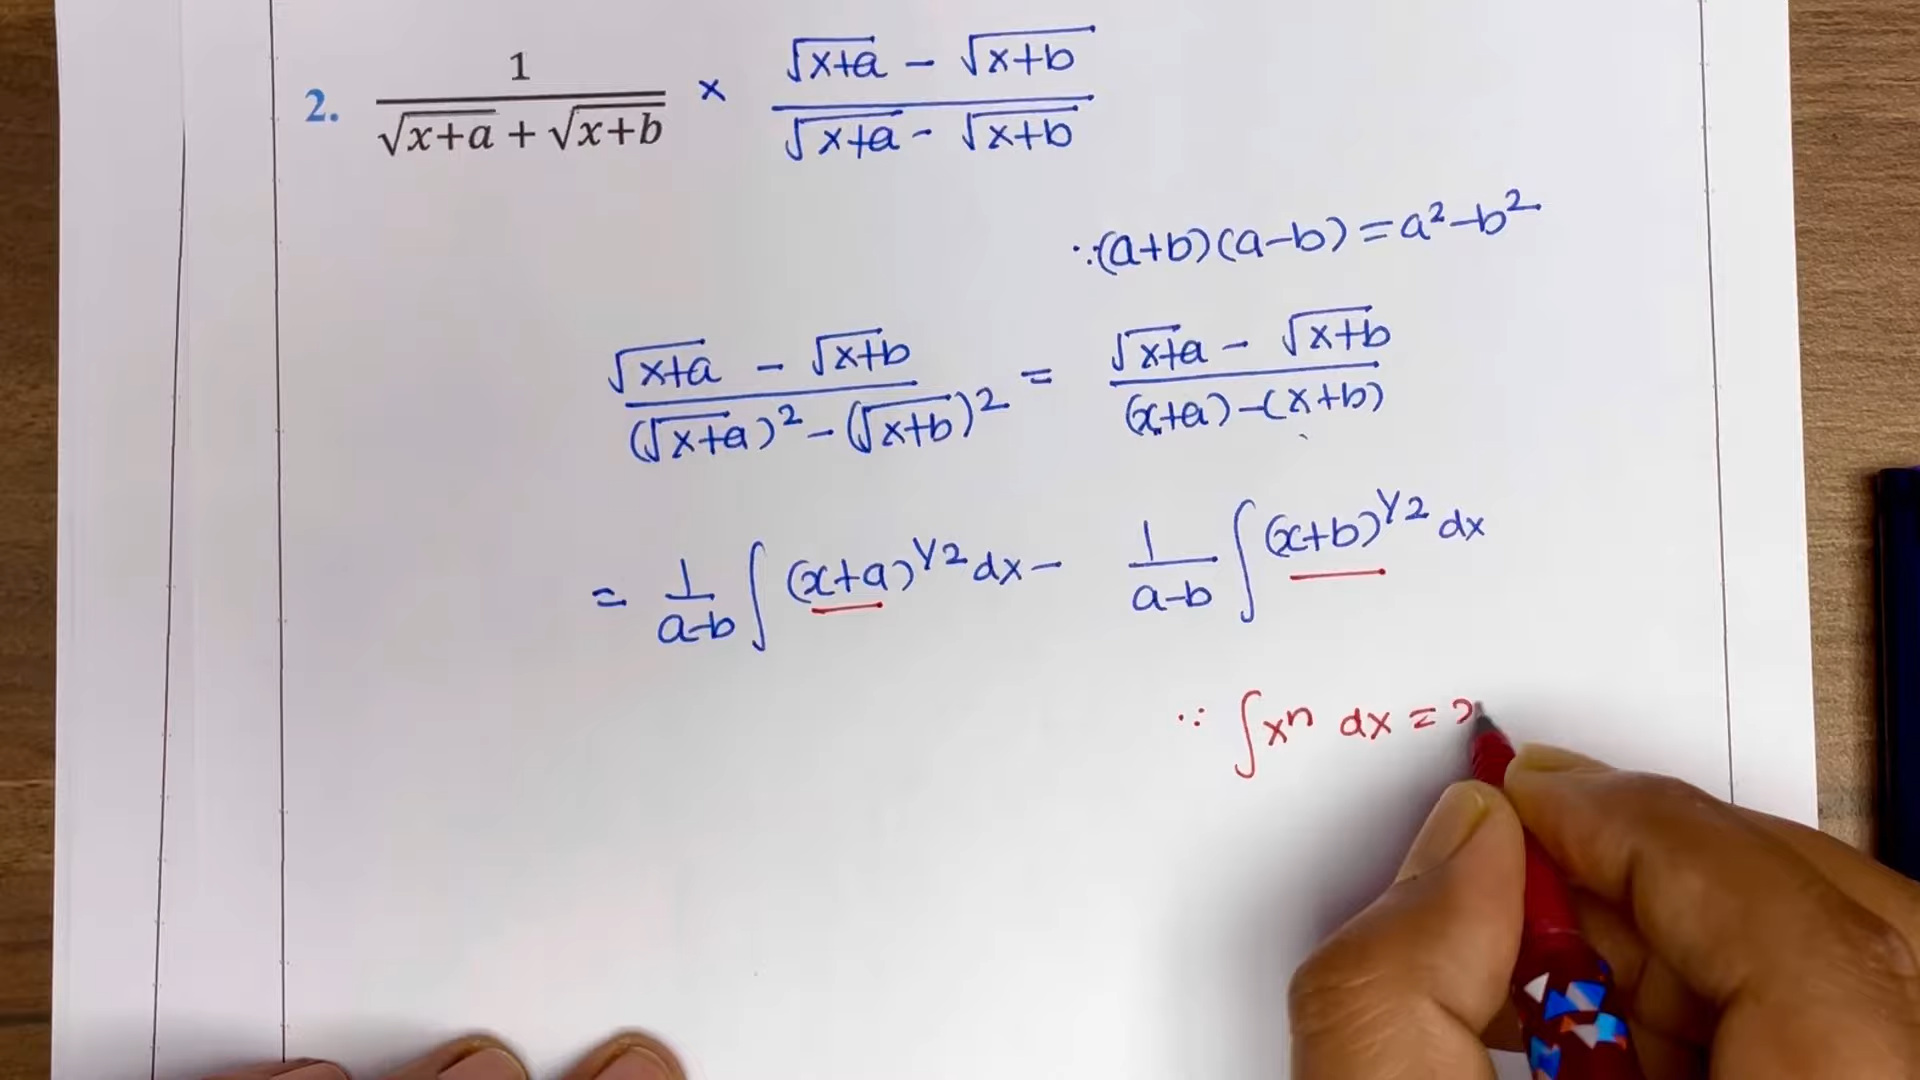 2. 1/(√x+a + √x+b) × (√x+a − √x+b)/(√x+a − √x+b)
∵(a+b)(a−b)=a²−b²
(√x+a − √x+b)/((√x+a)²−(√x+b)²) = (√x+a − √x+b)/((x+a)−(x+b))
= 1/(a−b) ∫(x+a)^1/2 dx − 1/(a−b) ∫(x+b)^1/2 dx
∵ ∫xⁿ dx =